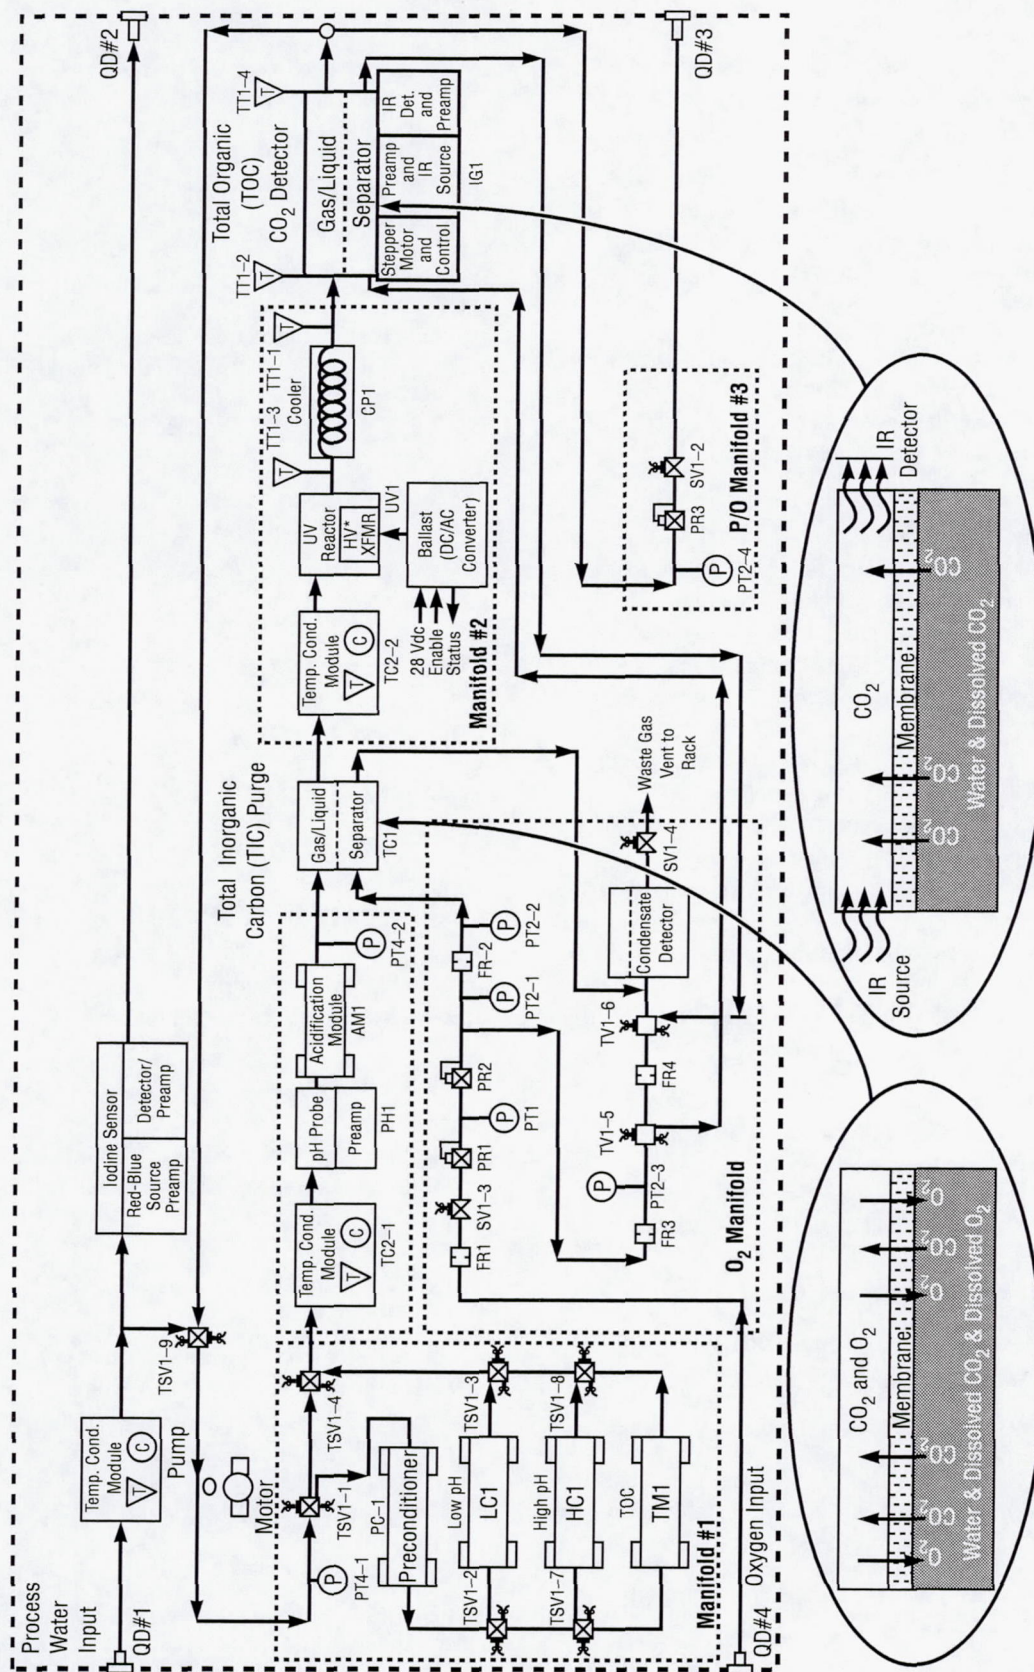 Process
Water
Input
QD#1
Temp. Cond.
Module
T
C
Iodine Sensor
Red-Blue
Source
Preamp
Detector/
Preamp
QD#2
Pump
TSV1–9
Motor
PT4–1
P
TSV1–1
TSV1–4
PC–1
Preconditioner
Low pH
LC1
TSV1–2
TSV1–3
High pH
HC1
TSV1–7
TSV1–8
TOC
TM1
Manifold #1
Temp. Cond.
Module
T
C
TC2–1
pH Probe
Preamp
PH1
Acidification
Module
AM1
P
PT4–2
Total Inorganic
Carbon (TIC) Purge
Gas/Liquid
Separator
TC1
Temp. Cond.
Module
T
C
TC2–2
UV
Reactor
HV*
XFMR
UV1
Ballast
(DC/AC
Converter)
28 Vdc
Enable
Status
Manifold #2
T
TT1–3
Cooler
CP1
T
TT1–1
T
TT1–2
Total Organic
(TOC)
CO2 Detector
Gas/Liquid
Separator
T
TT1–4
Stepper
Motor
and
Control
Preamp
and
IR
Source
IR
Det.
and
Preamp
IG1
QD#3
SV1–2
PR3
P
PT2–4
P/O Manifold #3
QD#4
Oxygen Input
FR1
SV1–3
PR1
P
PT1
PR2
P
PT2–1
FR–2
P
PT2–2
FR3
P
PT2–3
TV1–5
FR4
TV1–6
Condensate
Detector
SV1–4
Waste Gas
Vent to
Rack
O2 Manifold
CO2 and O2
Membrane
O2
CO2
CO2
O2
CO2
O2
Water & Dissolved CO2 & Dissolved O2
IR
Source
CO2
Membrane
CO2
CO2
CO2
Water & Dissolved CO2
IR
Detector